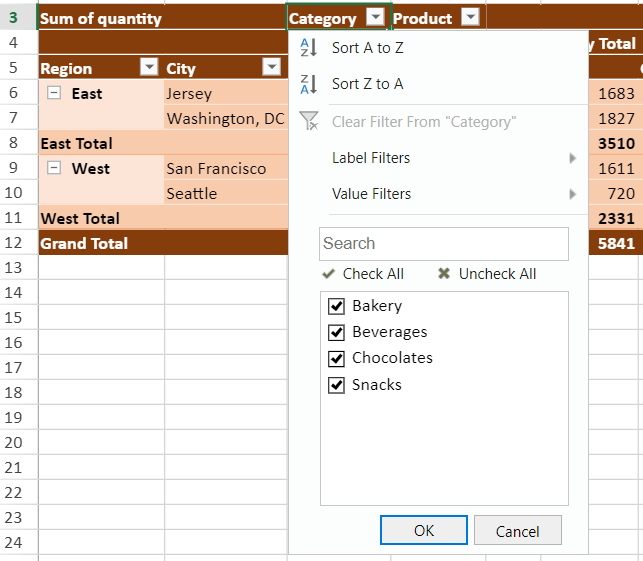 3 Sum of quantity Category Product
4 y Total
5 Region City
6 East Jersey 1683
7 Washington, DC 1827
8 East Total 3510
9 West San Francisco 1611
10 Seattle 720
11 West Total 2331
12 Grand Total 5841
13
14
15
16
17
18
19
20
21
22
23
24
Sort A to Z
Sort Z to A
Clear Filter From "Category"
Label Filters
Value Filters
Search
Check All Uncheck All
Bakery
Beverages
Chocolates
Snacks
OK Cancel